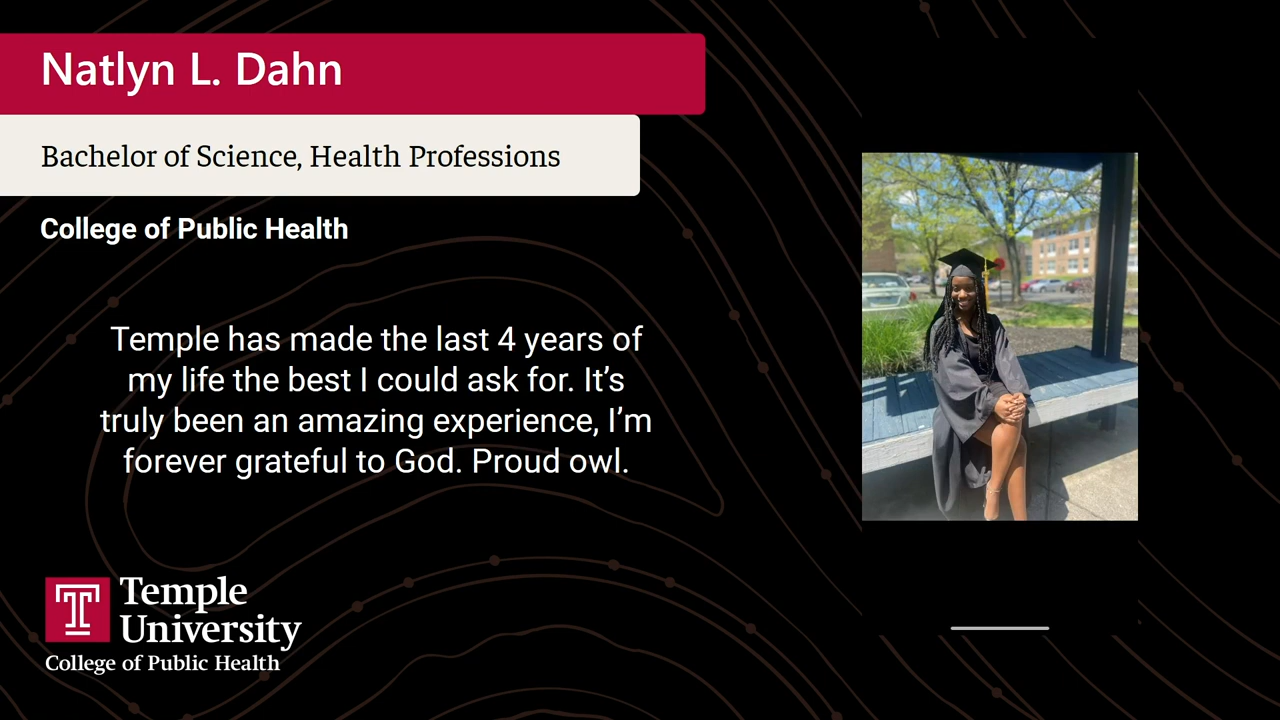 Natlyn L. Dahn
Bachelor of Science, Health Professions
College of Public Health
Temple has made the last 4 years of
my life the best I could ask for. It’s
truly been an amazing experience, I’m
forever grateful to God. Proud owl.
Temple
University
College of Public Health